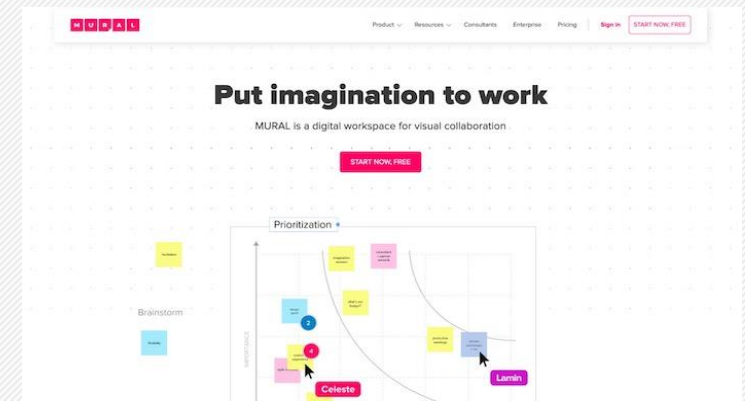 MURAL
Product Resources Consultants Enterprise Pricing Sign in START NOW, FREE
Put imagination to work
MURAL is a digital workspace for visual collaboration
START NOW, FREE
Prioritization
Brainstorm
2
4
IMPORTANCE
Celeste
Lamin